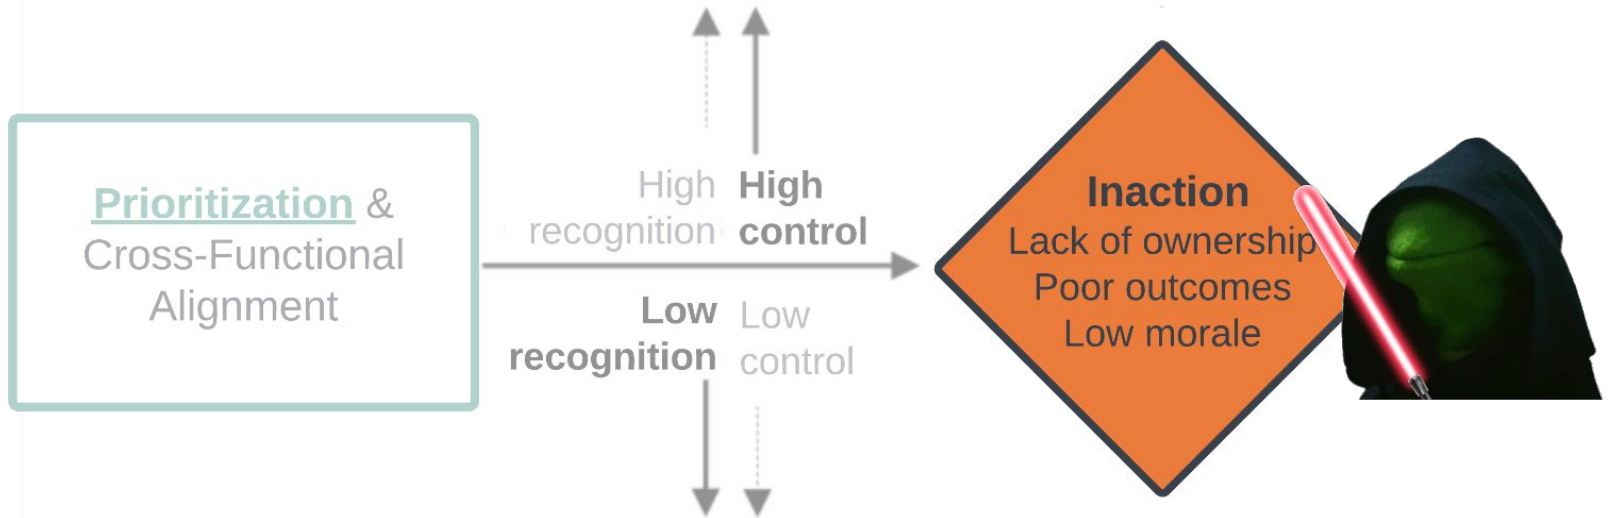 Prioritization &
Cross-Functional
Alignment
High
recognition
High
control
Low
recognition
Low
control
Inaction
Lack of ownership
Poor outcomes
Low morale